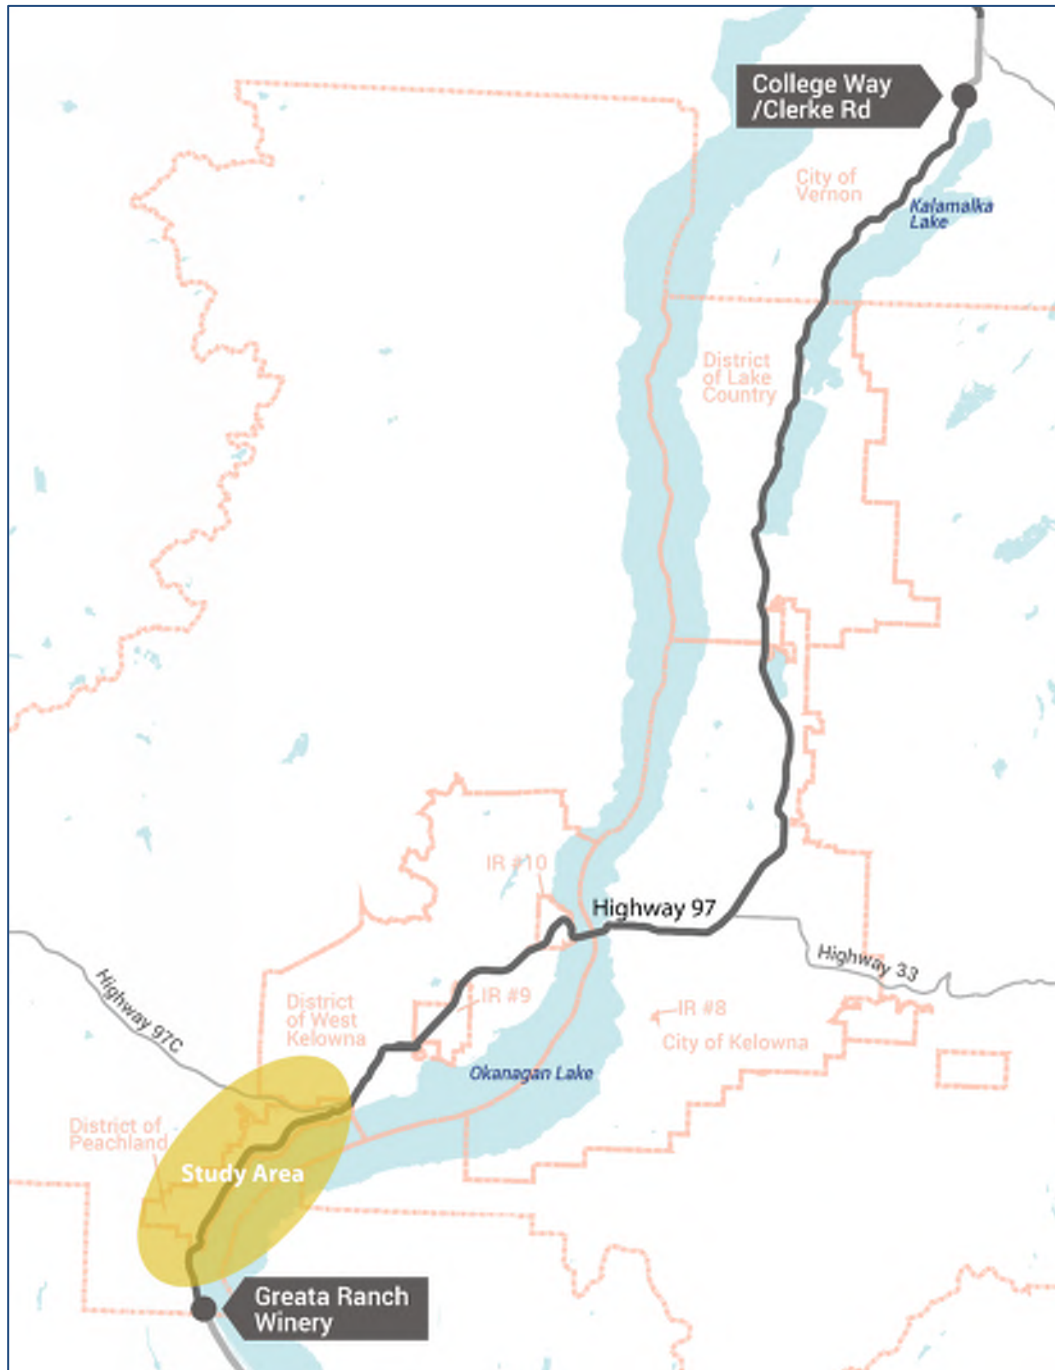 College Way
/Clerke Rd
City of
Vernon
Kalamalka
Lake
District
of Lake
Country
IR #10
Highway 97
Highway 33
IR #9
IR #8
District
of West
Kelowna
City of Kelowna
Highway 97C
Okanagan Lake
District of
Peachland
Study Area
Greata Ranch
Winery